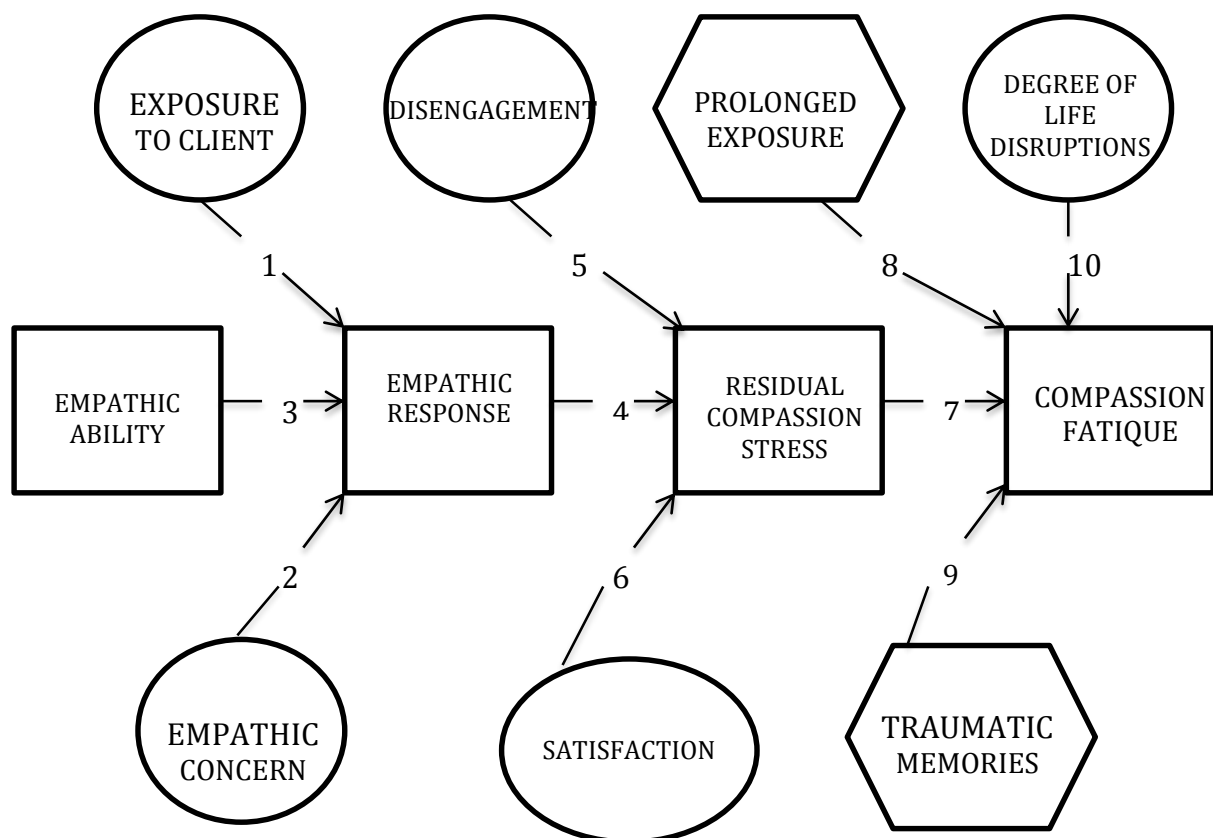 EXPOSURE
TO CLIENT
DISENGAGEMENT
PROLONGED
EXPOSURE
DEGREE OF
LIFE
DISRUPTIONS
1
5
8
10
EMPATHIC
ABILITY
3
EMPATHIC
RESPONSE
4
RESIDUAL
COMPASSION
STRESS
7
COMPASSION
FATIQUE
2
6
9
EMPATHIC
CONCERN
SATISFACTION
TRAUMATIC
MEMORIES